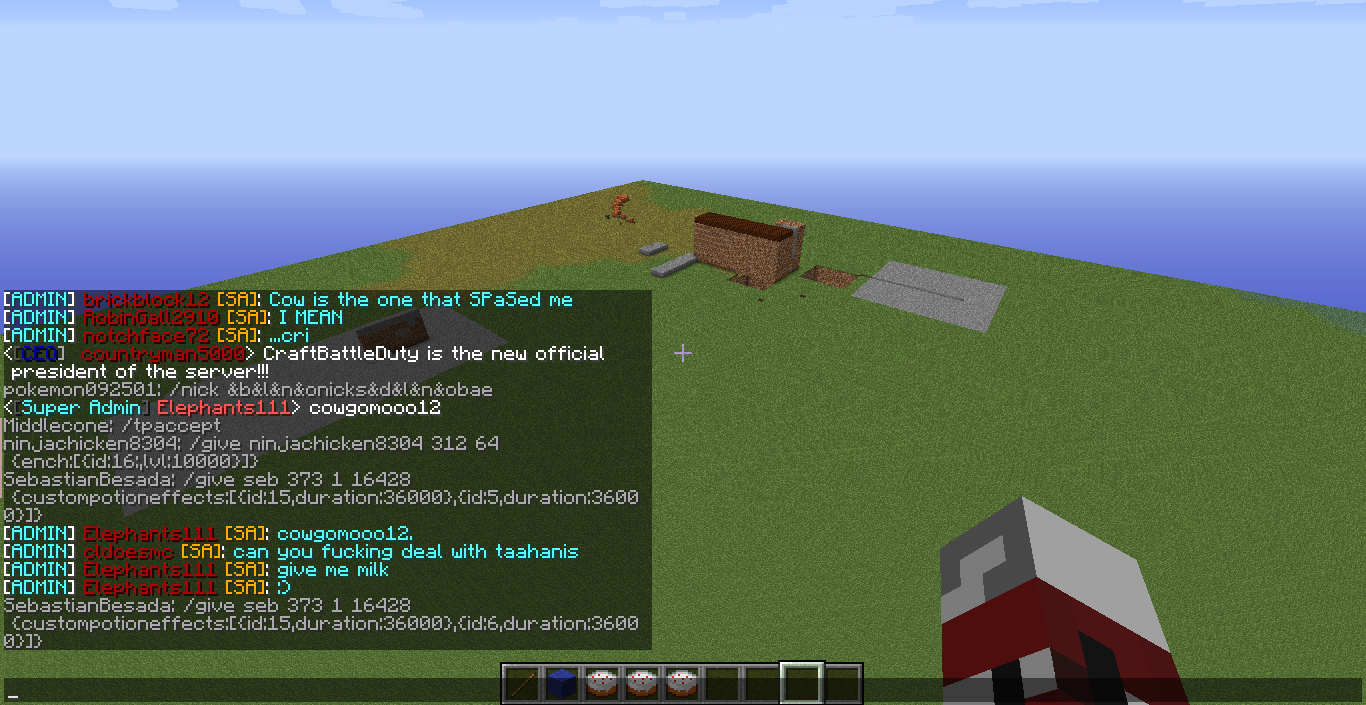 [ADMIN] brickblock12 [SA]: Cow is the one that SPaSed me
[ADMIN] RobinGall2910 [SA]: I MEAN
[ADMIN] notchface72 [SA]: ...cri
<[CEO] countryman5000> CraftBattleDuty is the new official
president of the server!!!
pokemon092501: /nick &b&l&n&onicks&d&l&n&obae
<[Super Admin] Elephants111> cowgomooo12
Middlecone: /tpaccept
ninjachicken8304: /give ninjachicken8304 312 64
{ench:[{id:16,lvl:10000}]}
SebastianBesada: /give seb 373 1 16428
{custompotioneffects:[{id:15,duration:36000},{id:5,duration:3600
0}]}
[ADMIN] Elephants111 [SA]: cowgomooo12.
[ADMIN] cldoesmc [SA]: can you fucking deal with taahanis
[ADMIN] Elephants111 [SA]: give me milk
[ADMIN] Elephants111 [SA]: :)
SebastianBesada: /give seb 373 1 16428
{custompotioneffects:[{id:15,duration:36000},{id:6,duration:3600
0}]}
_